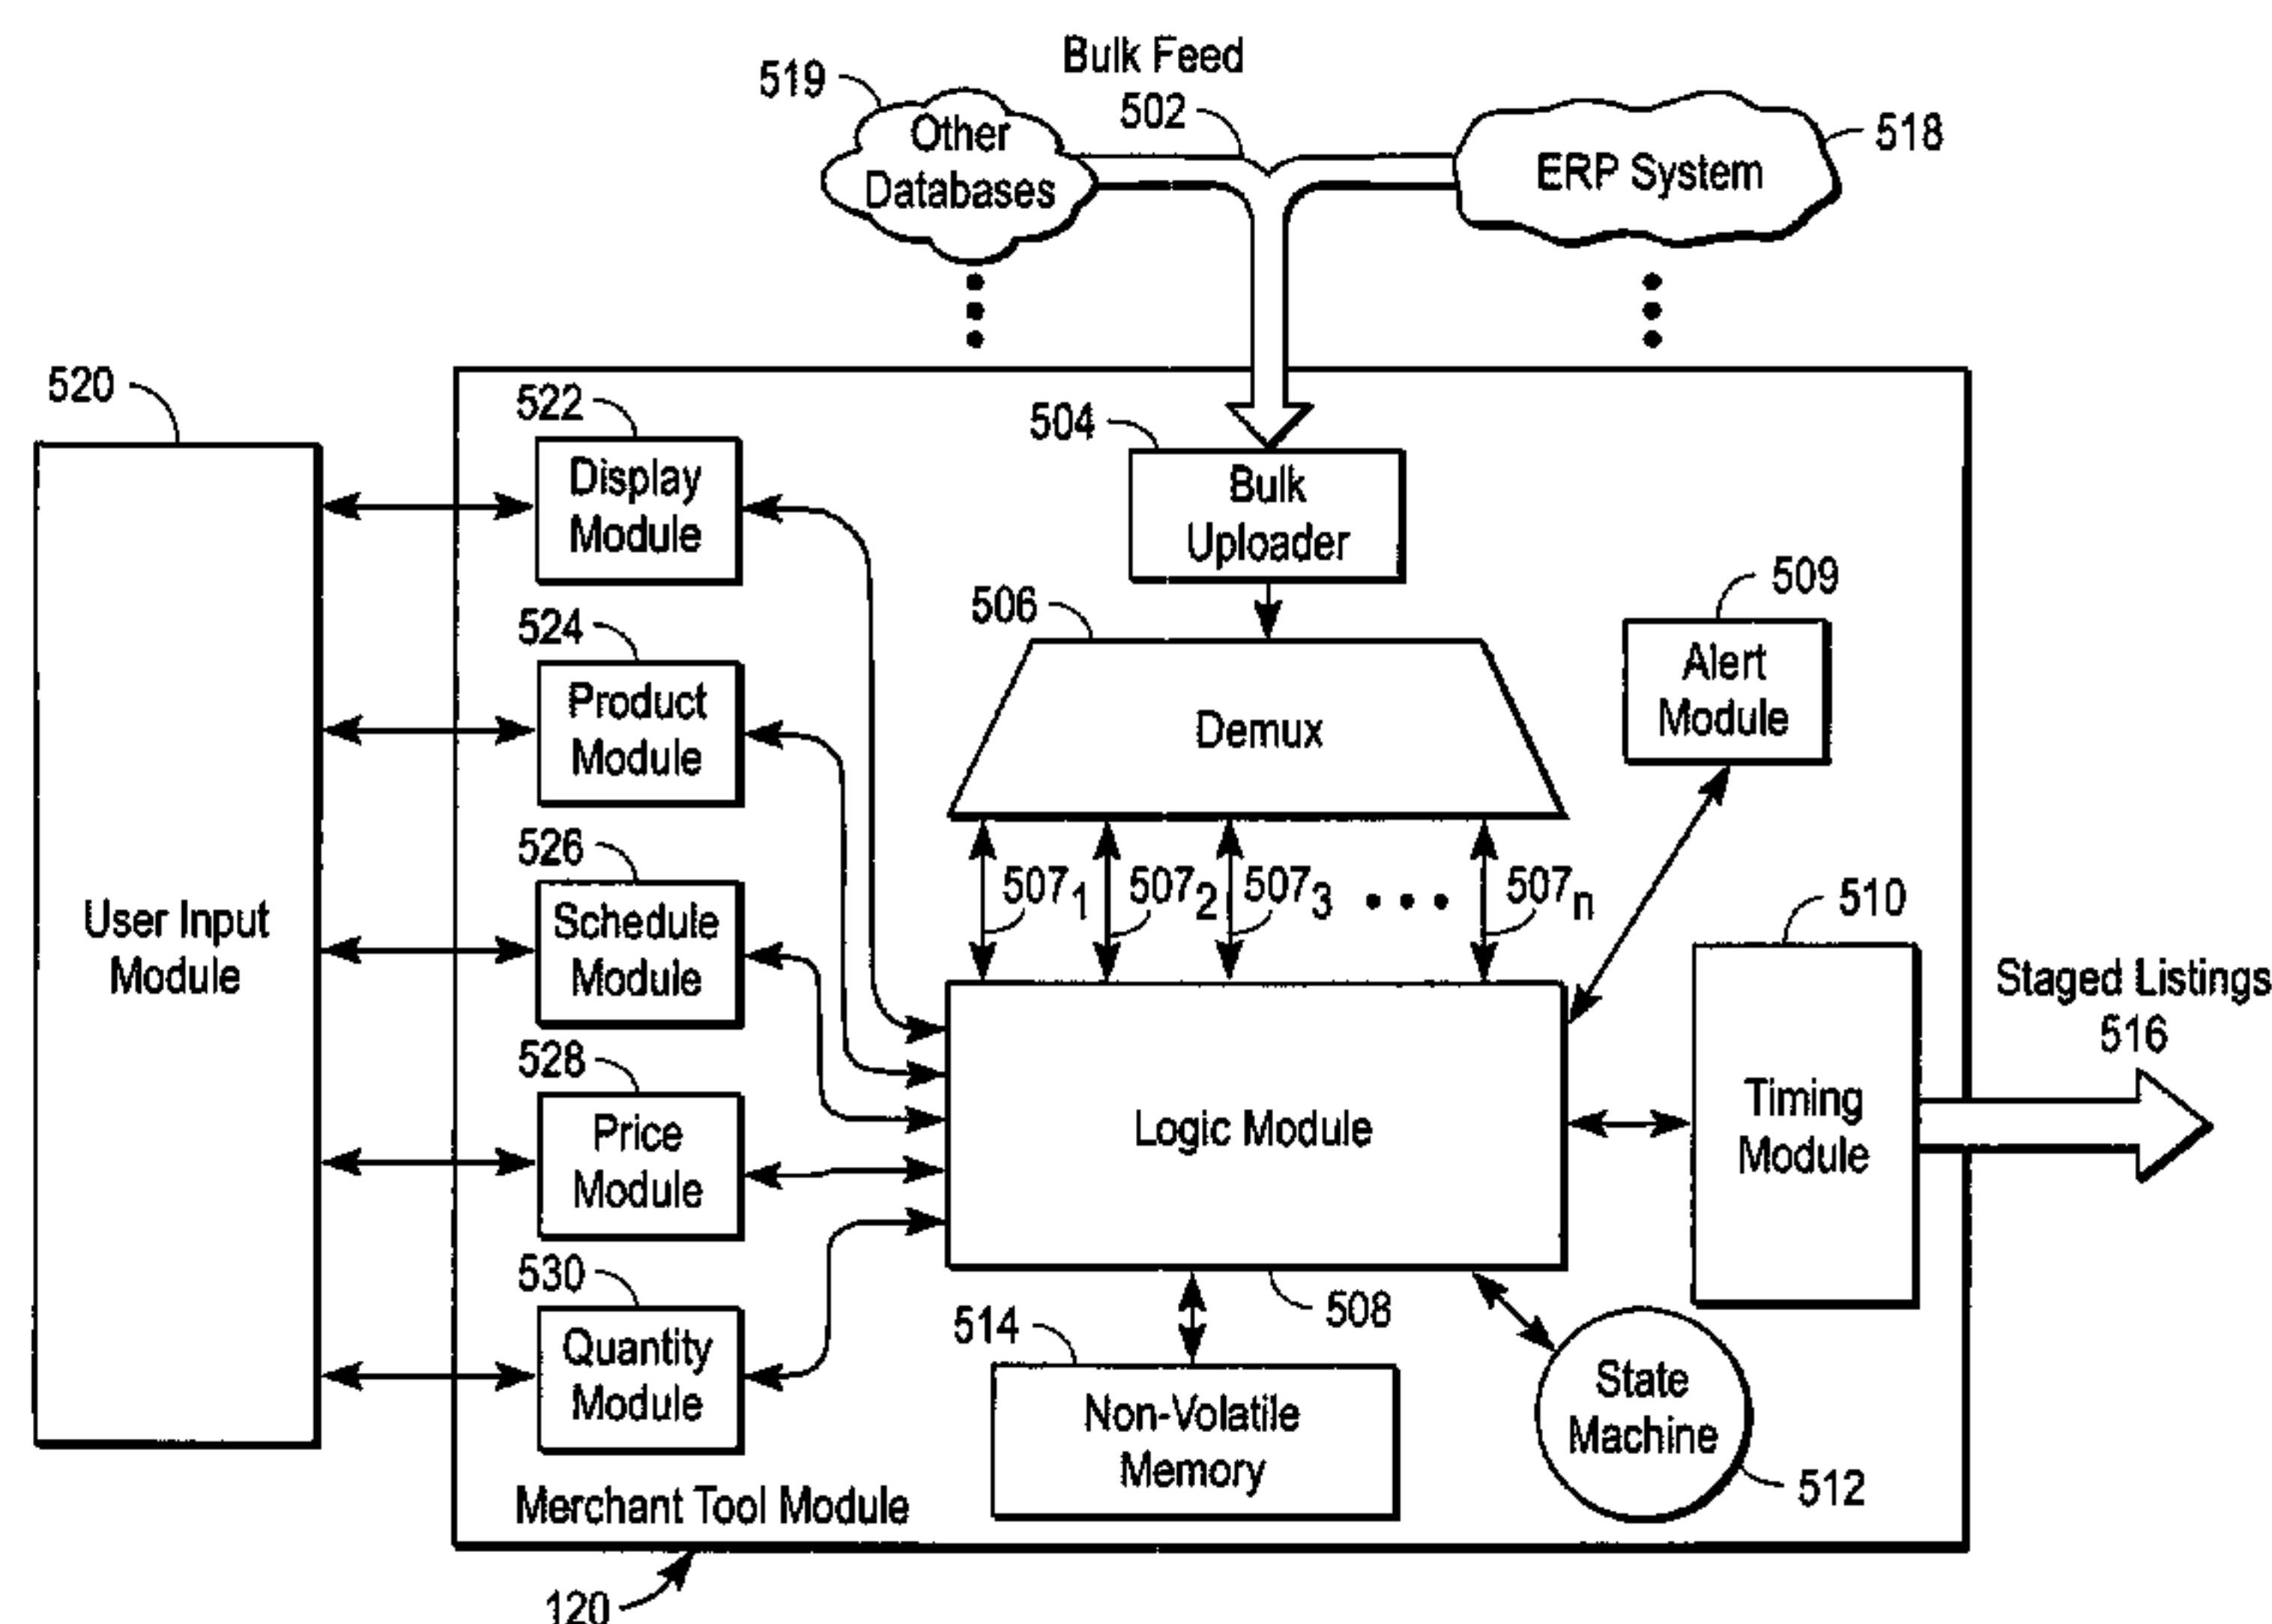 Bulk Feed
502
519
Other
Databases
ERP System
518
520
User Input
Module
522
Display
Module
524
Product
Module
526
Schedule
Module
528
Price
Module
530
Quantity
Module
504
Bulk
Uploader
506
Demux
509
Alert
Module
507₁
507₂
507₃
507ₙ
510
Timing
Module
Staged Listings
516
Logic Module
508
514
Non-Volatile
Memory
State
Machine
512
Merchant Tool Module
120